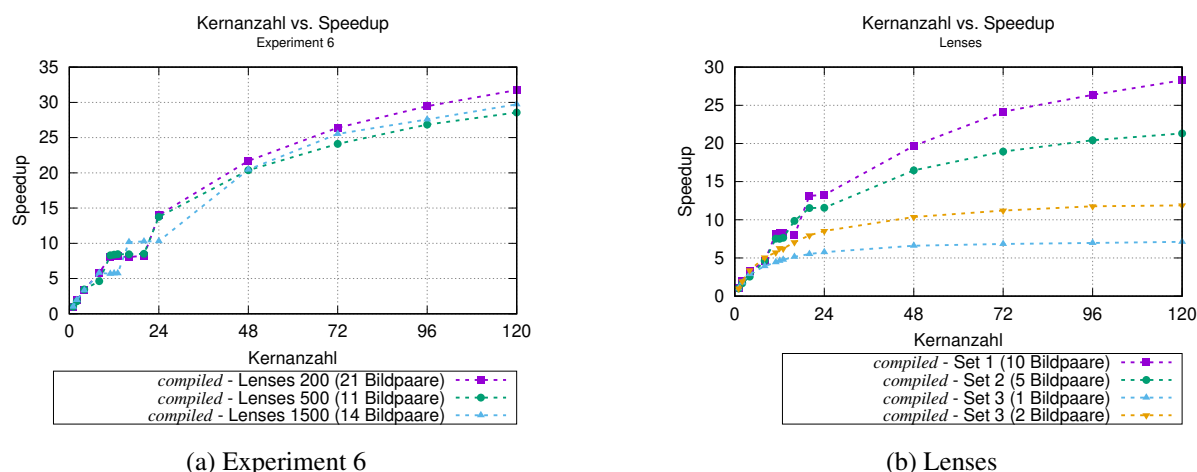 Kernanzahl vs. Speedup
Experiment 6
35
30
25
20
15
10
5
0
Speedup
0 24 48 72 96 120
Kernanzahl
compiled - Lenses 200 (21 Bildpaare)
compiled - Lenses 500 (11 Bildpaare)
compiled - Lenses 1500 (14 Bildpaare)
(a) Experiment 6
Kernanzahl vs. Speedup
Lenses
30
25
20
15
10
5
0
Speedup
0 24 48 72 96 120
Kernanzahl
compiled - Set 1 (10 Bildpaare)
compiled - Set 2 (5 Bildpaare)
compiled - Set 3 (1 Bildpaare)
compiled - Set 3 (2 Bildpaare)
(b) Lenses